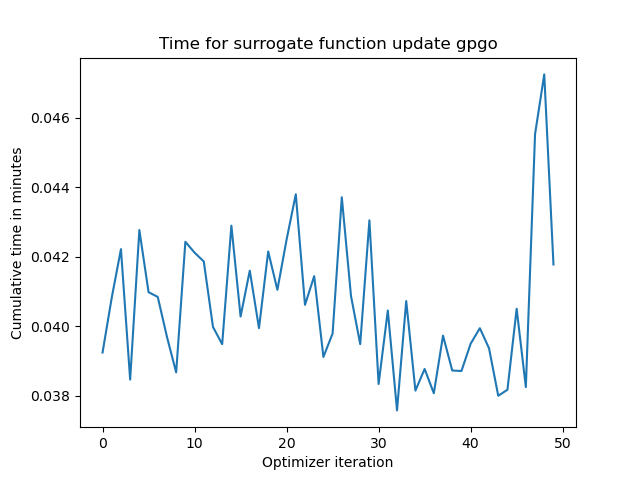 Time for surrogate function update gpgo
Cumulative time in minutes
0.046
0.044
0.042
0.040
0.038
0 10 20 30 40 50
Optimizer iteration